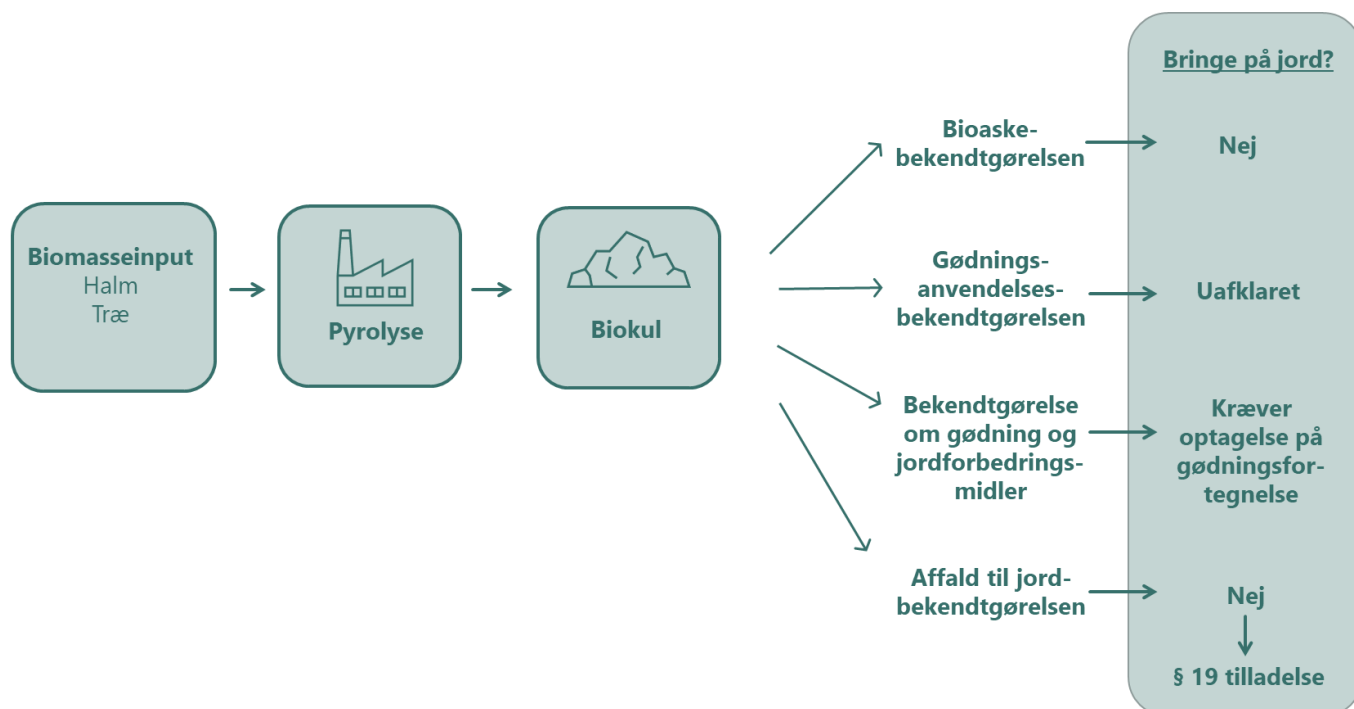 Biomasseinput
Halm
Træ
Pyrolyse
Biokul
Bioaske-
bekendtgørelsen
Gødnings-
anvendelses-
bekendtgørelsen
Bekendtgørelse
om gødning og
jordforbedrings-
midler
Affald til jord-
bekendtgørelsen
Bringe på jord?
Nej
Uafklaret
Kræver
optagelse på
gødningsfor-
tegnelse
Nej
§ 19 tilladelse